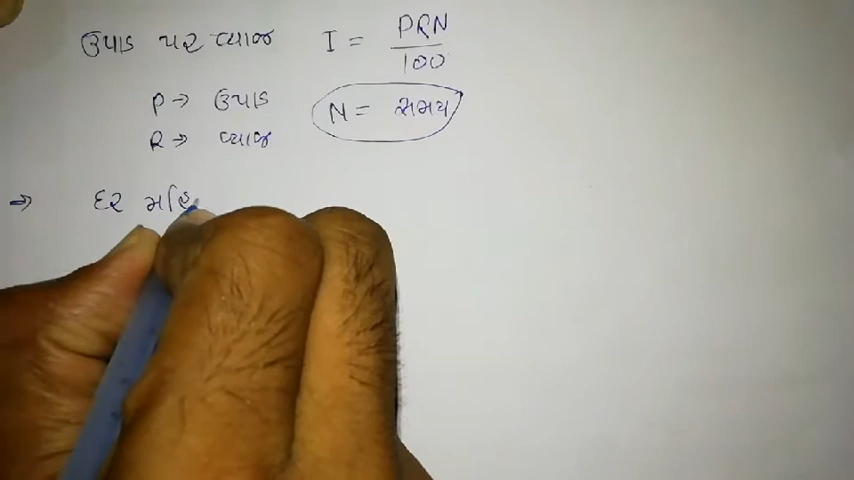 ઉપાડ પર વ્યાજ I = PRN / 100
P → ઉપાડ N = સમય
R → વ્યાજ
⇒ દર મહિ